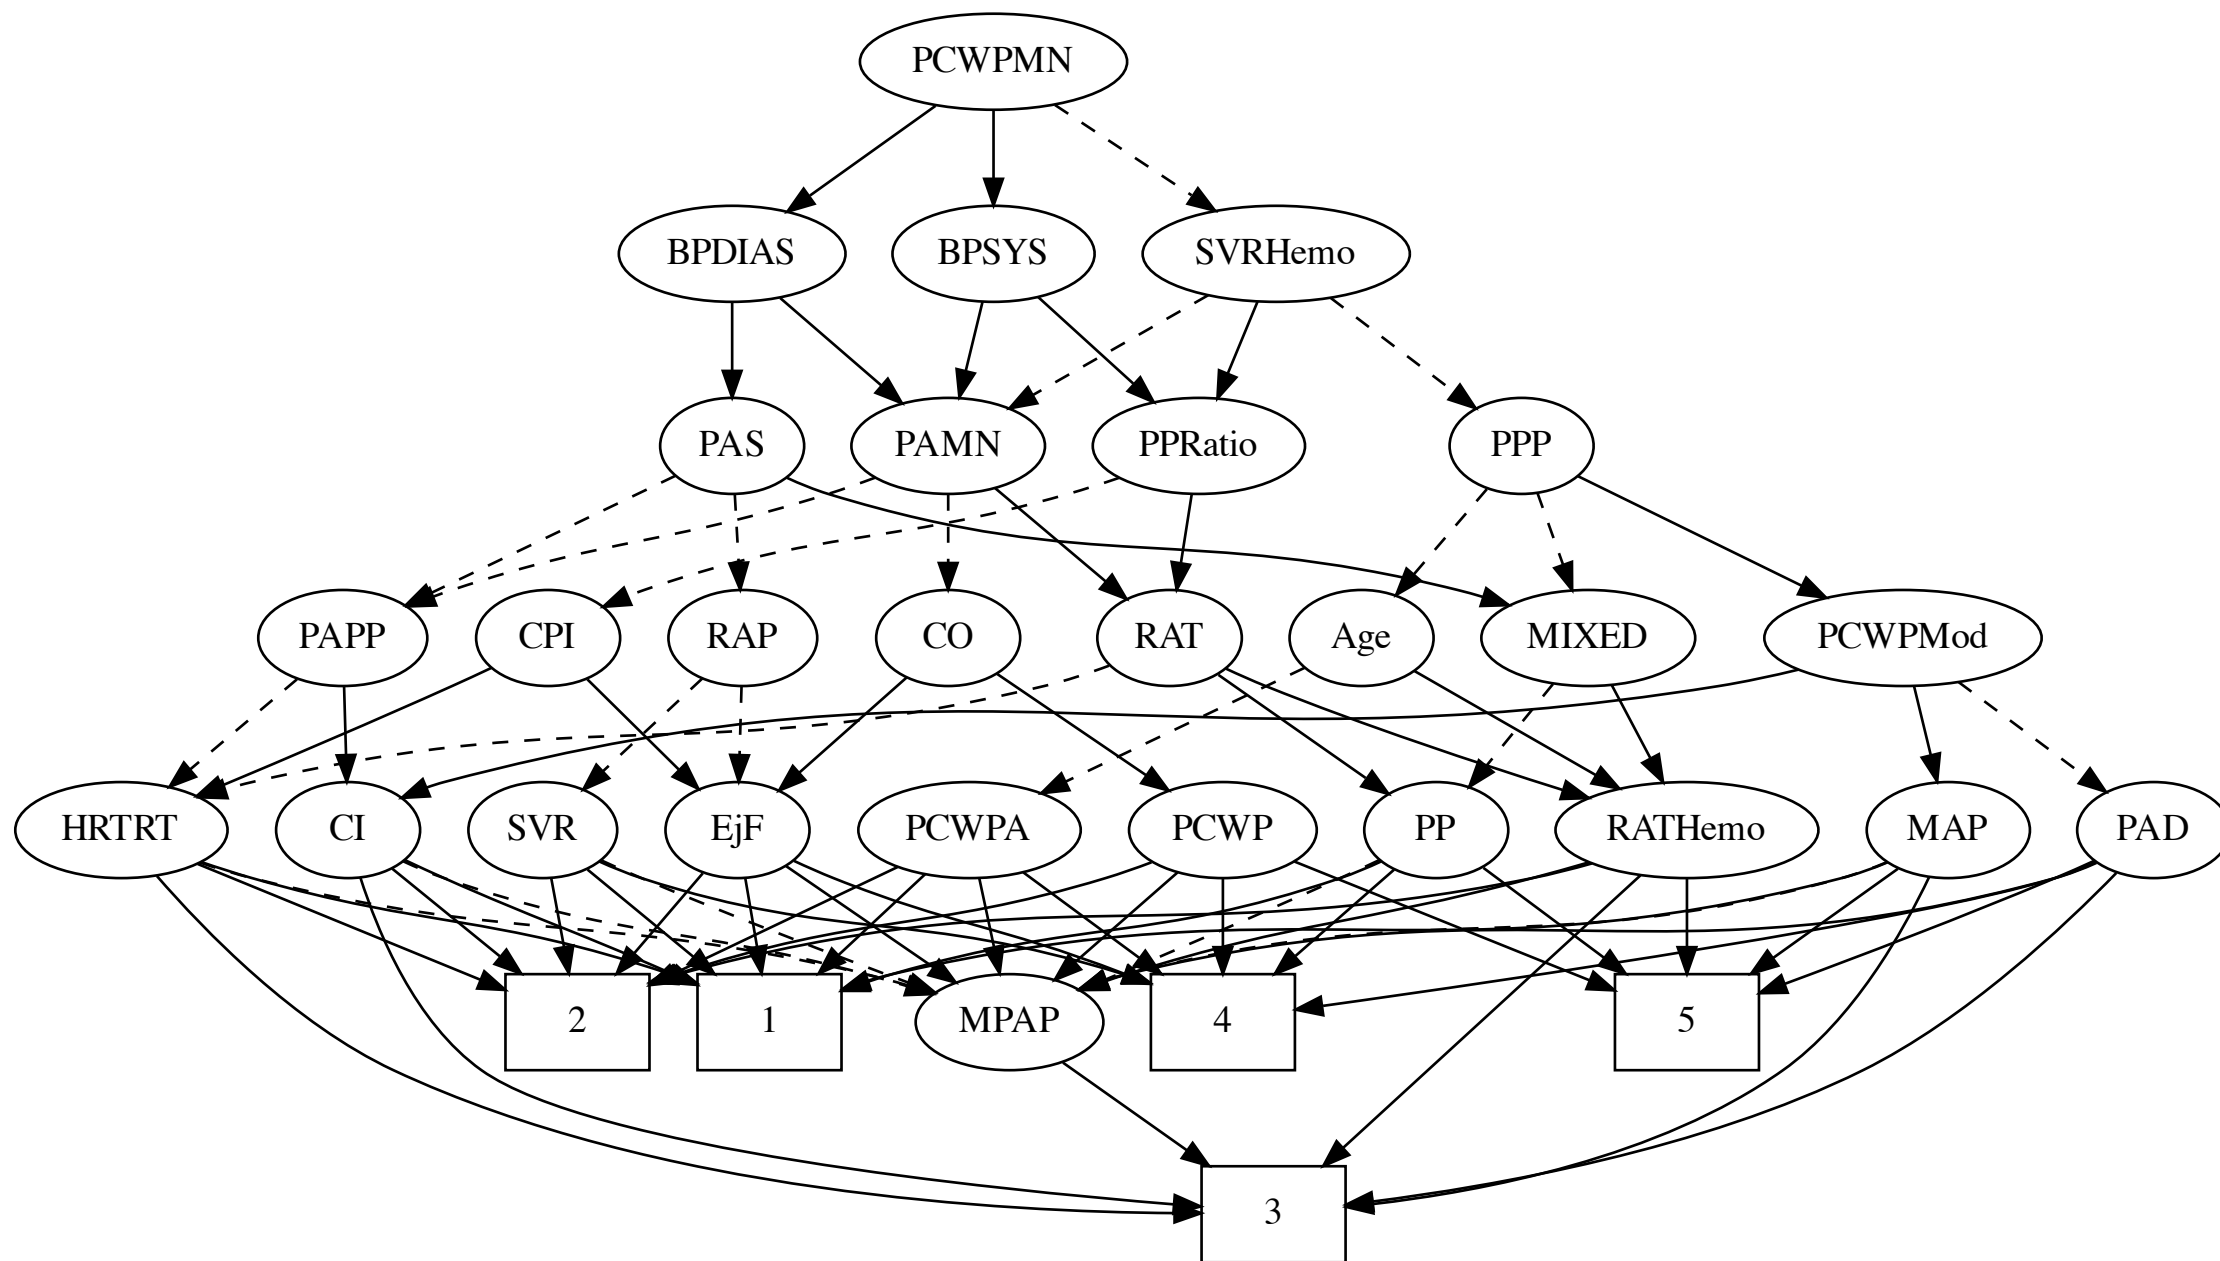 PCWPMN
BPDIAS
BPSYS
SVRHemo
PAS
PAMN
PPRatio
PPP
PAPP
CPI
RAP
CO
RAT
Age
MIXED
PCWPMod
HRTRT
CI
SVR
EjF
PCWPA
PCWP
PP
RATHemo
MAP
PAD
2
1
MPAP
4
5
3